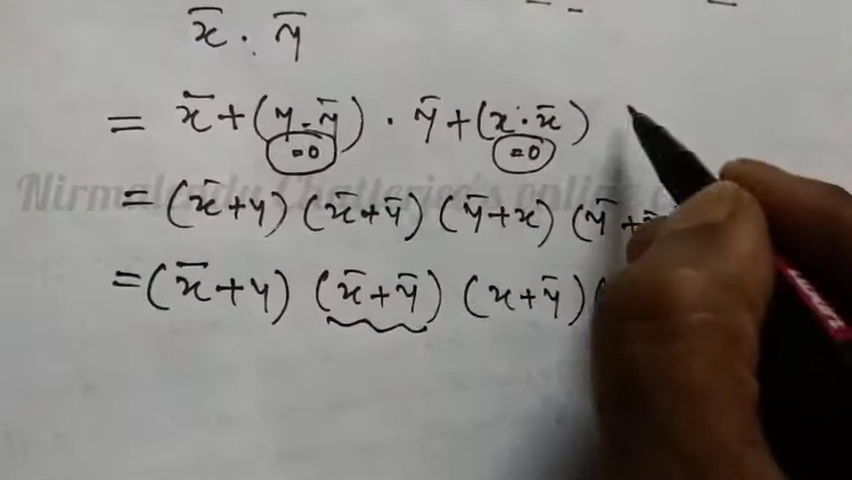 x̄ . ȳ
= x̄ + (y . ȳ) . ȳ + (x . x̄)
=0 =0
= (x̄ + y) (x̄ + ȳ) (ȳ + x) (ȳ +
= (x̄ + y) (x̄ + ȳ) (x + ȳ) (